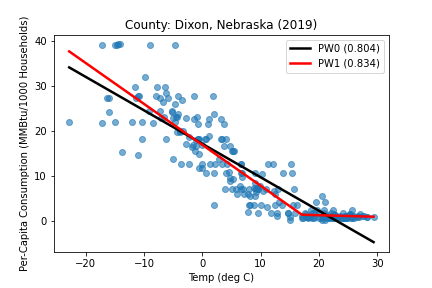 County: Dixon, Nebraska (2019)
Per-Capita Consumption (MMBtu/1000 Households)
40
30
20
10
0
PW0 (0.804)
PW1 (0.834)
−20
−10
0
10
20
30
Temp (deg C)